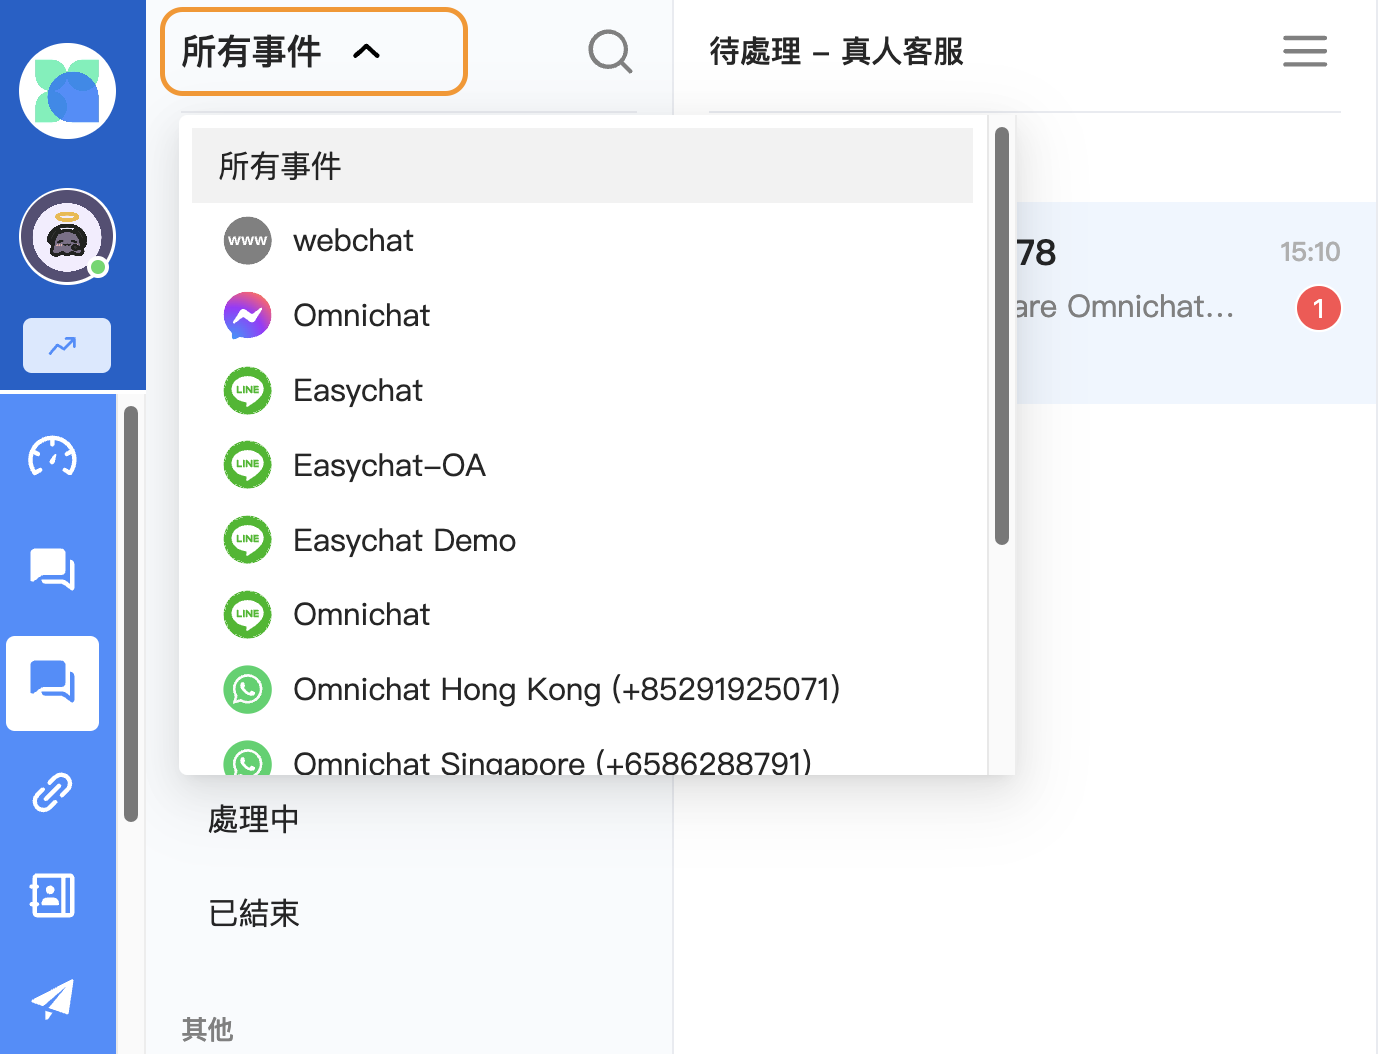 所有事件
待處理 – 真人客服
所有事件
www webchat
Omnichat
LINE Easychat
LINE Easychat–OA
LINE Easychat Demo
LINE Omnichat
Omnichat Hong Kong (+85291925071)
Omnichat Singapore (+6586288791)
78
15:10
are Omnichat...
1
處理中
已結束
其他